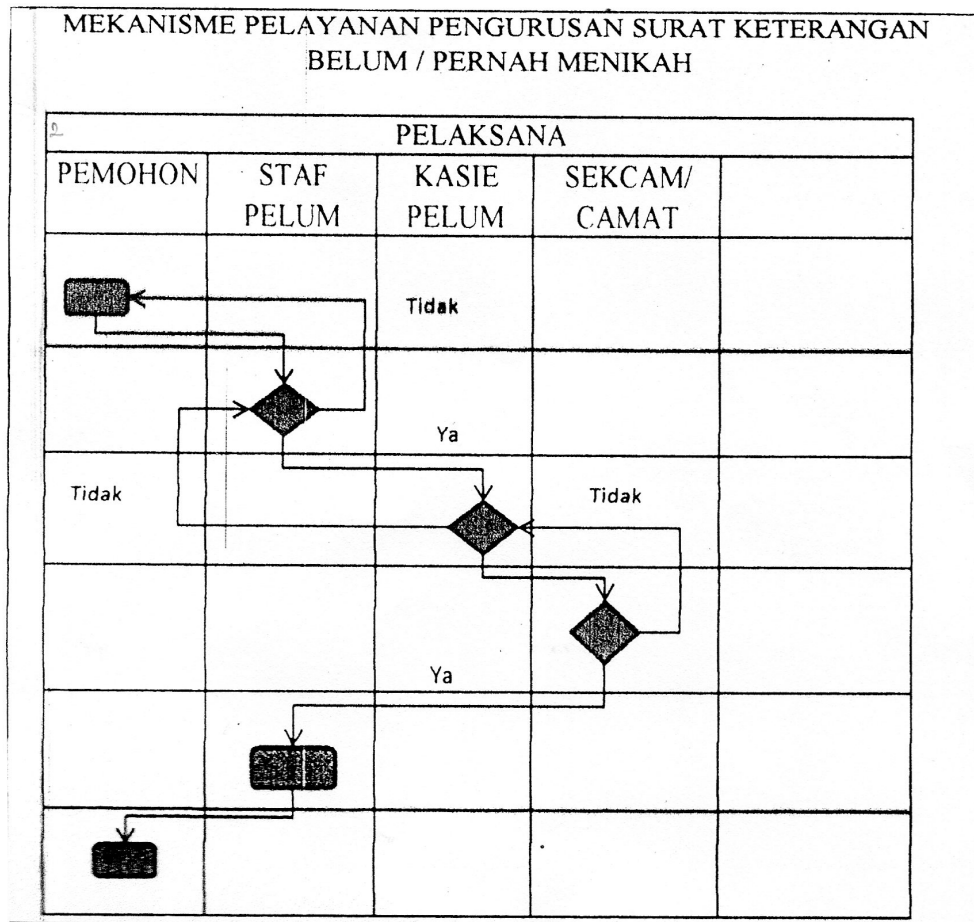 MEKANISME PELAYANAN PENGURUSAN SURAT KETERANGAN
BELUM / PERNAH MENIKAH
PELAKSANA
PEMOHON
STAF
PELUM
KASIE
PELUM
SEKCAM/
CAMAT
Tidak
Ya
Tidak
Tidak
Ya